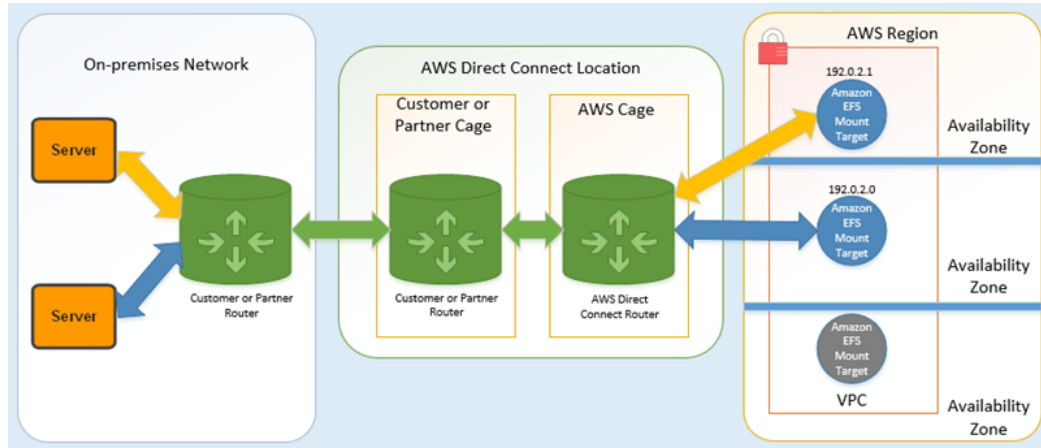 On-premises Network
Server
Server
Customer or Partner
Router
AWS Direct Connect Location
Customer or
Partner Cage
Customer or Partner
Router
AWS Cage
AWS Direct
Connect Router
AWS Region
192.0.2.1
Amazon
EFS
Mount
Target
Availability
Zone
192.0.2.0
Amazon
EFS
Mount
Target
Availability
Zone
Amazon
EFS
Mount
Target
VPC
Availability
Zone